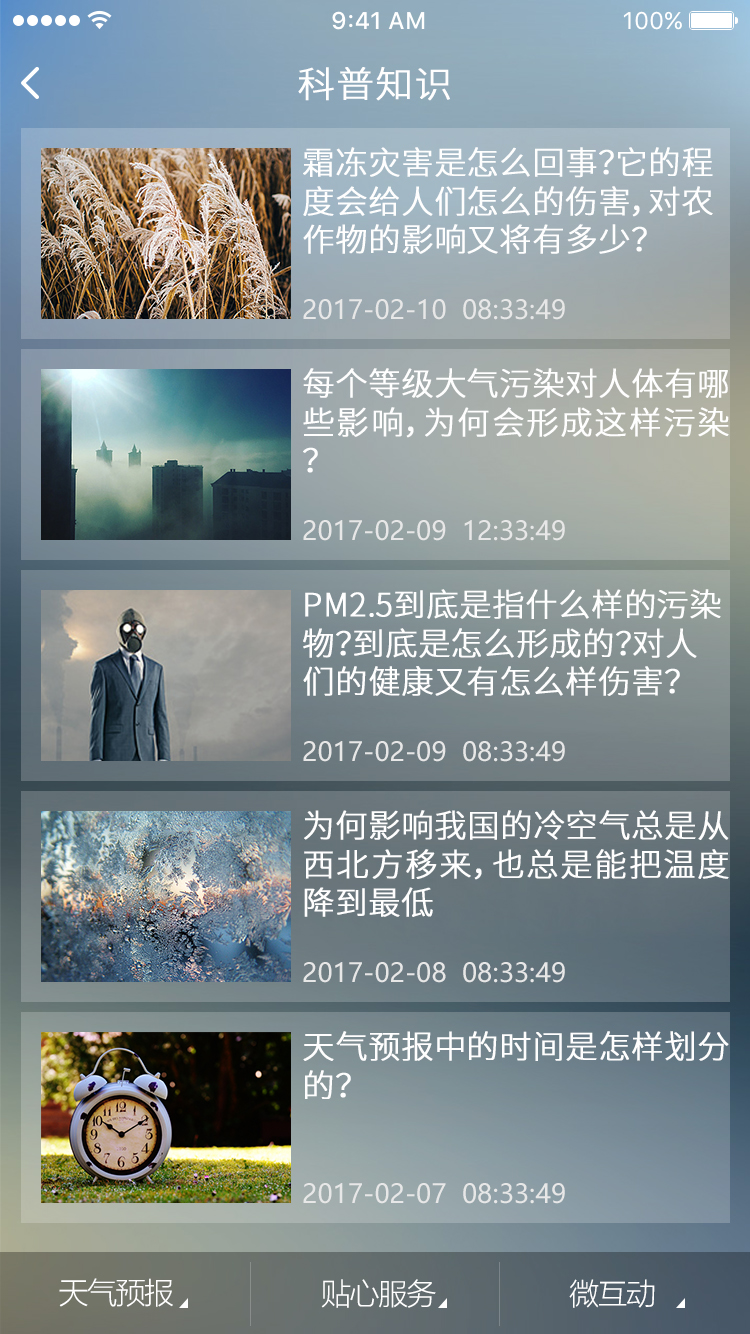 9:41 AM 100%
科普知识
霜冻灾害是怎么回事?它的程
度会给人们怎么的伤害,对农
作物的影响又将有多少?
2017-02-10 08:33:49
每个等级大气污染对人体有哪
些影响,为何会形成这样污染
?
2017-02-09 12:33:49
PM2.5到底是指什么样的污染
物?到底是怎么形成的?对人
们的健康又有怎么样伤害?
2017-02-09 08:33:49
为何影响我国的冷空气总是从
西北方移来,也总是能把温度
降到最低
2017-02-08 08:33:49
天气预报中的时间是怎样划分
的?
2017-02-07 08:33:49
天气预报 贴心服务 微互动